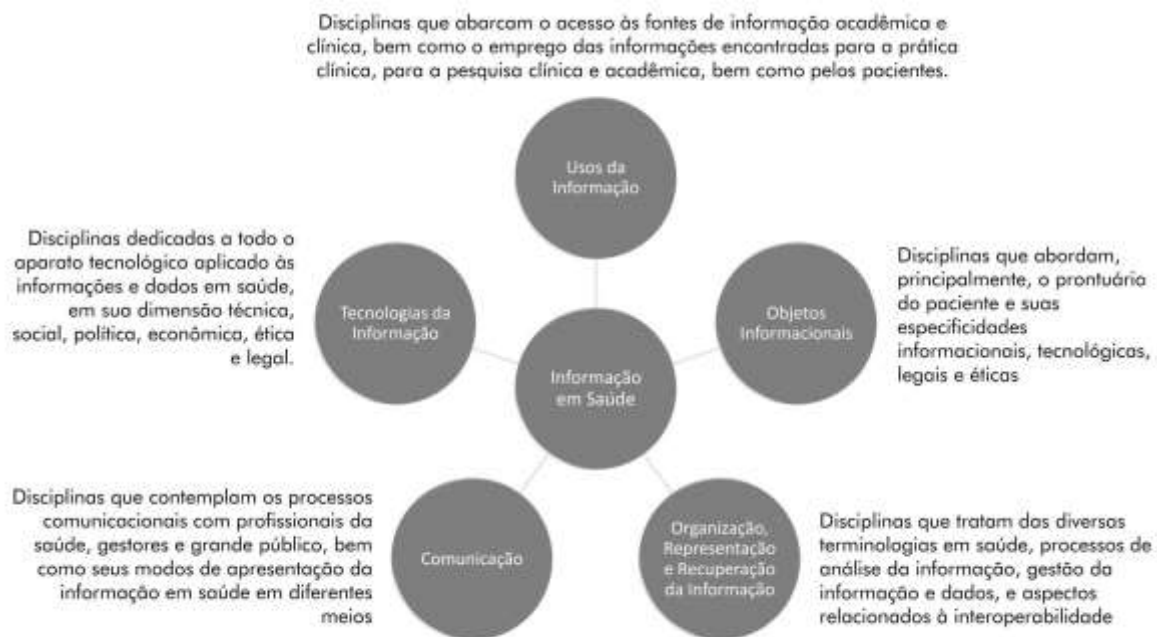 Disciplinas que abarcam o acesso às fontes de informação acadêmica e
clínica, bem como o emprego das informações encontradas para a prática
clínica, para a pesquisa clínica e acadêmica, bem como pelos pacientes.
Usos da
Informação
Disciplinas dedicadas a todo o
aparato tecnológico aplicado às
informações e dados em saúde,
em sua dimensão técnica,
social, política, econômica, ética
e legal.
Tecnologias da
Informação
Objetos
Informacionais
Disciplinas que abordam,
principalmente, o prontuário
do paciente e suas
especificidades
informacionais, tecnológicas,
legais e éticas
Informação
em Saúde
Disciplinas que contemplam os processos
comunicacionais com profissionais da
saúde, gestores e grande público, bem
como seus modos de apresentação da
informação em saúde em diferentes
meios
Comunicação
Organização,
Representação
e Recuperação
da Informação
Disciplinas que tratam das diversas
terminologias em saúde, processos de
análise da informação, gestão da
informação e dados, e aspectos
relacionados à interoperabilidade